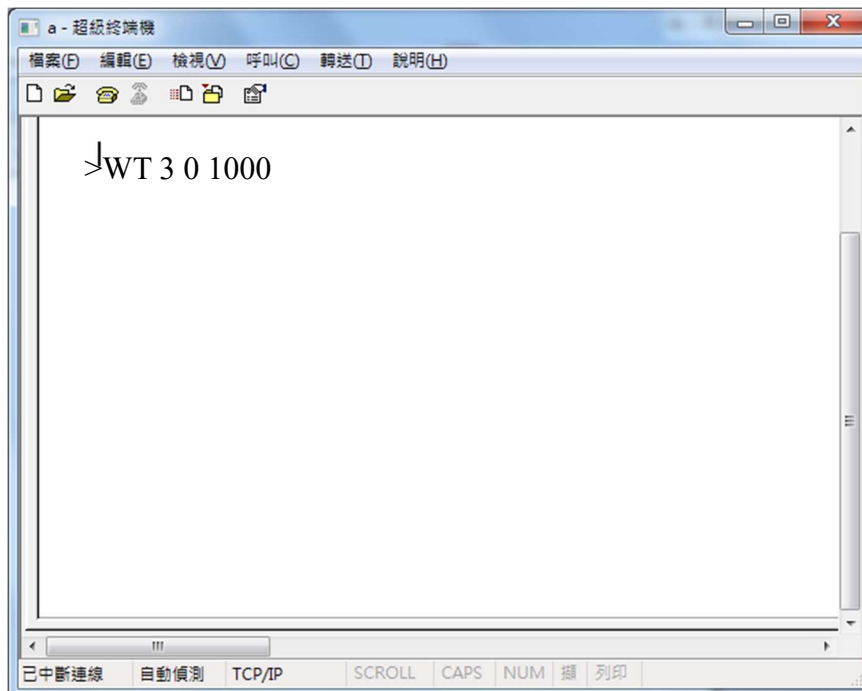 a - 超級終端機
檔案(F) 編輯(E) 檢視(V) 呼叫(C) 轉送(T) 說明(H)
>WT 3 0 1000
已中斷連線 自動偵測 TCP/IP SCROLL CAPS NUM 擷 列印